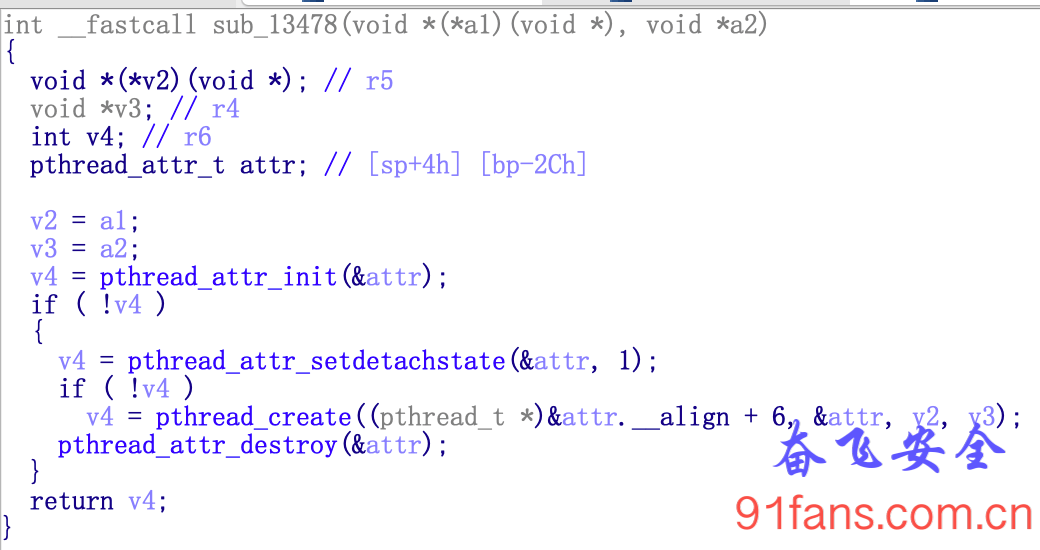 int __fastcall sub_13478(void *(*a1)(void *), void *a2)
{
  void *(*v2)(void *); // r5
  void *v3; // r4
  int v4; // r6
  pthread_attr_t attr; // [sp+4h] [bp-2Ch]

  v2 = a1;
  v3 = a2;
  v4 = pthread_attr_init(&attr);
  if ( !v4 )
  {
    v4 = pthread_attr_setdetachstate(&attr, 1);
    if ( !v4 )
      v4 = pthread_create((pthread_t *)&attr.__align + 6, &attr, v2, v3);
    pthread_attr_destroy(&attr);
  }
  return v4;
}
奋飞安全
91fans.com.cn